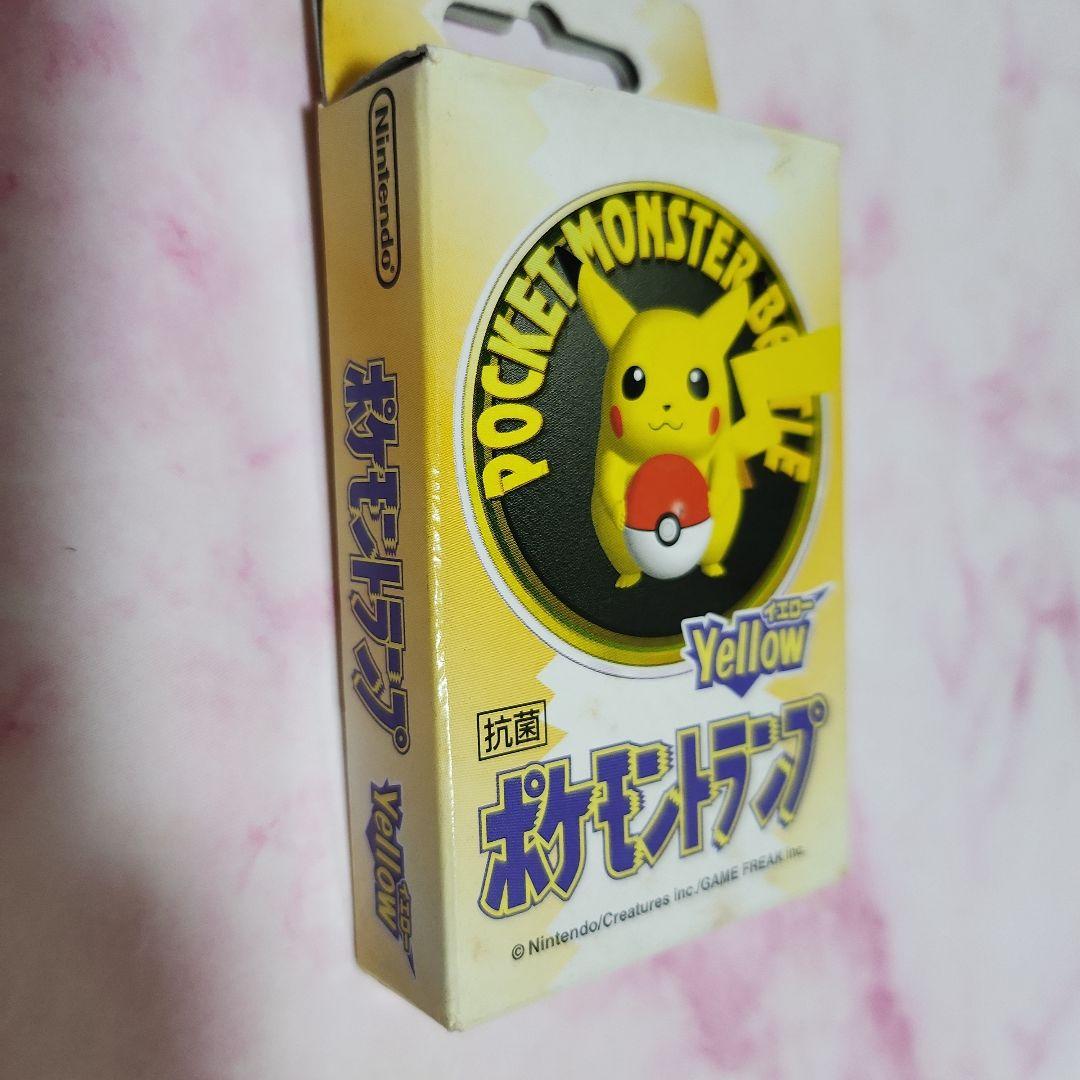 Nintendo®
ポケモントランプ
Yellow
イエロー
POCKET MONSTER BATTLE
Yellow
イエロー
抗菌
ポケモントランプ
© Nintendo/Creatures inc./GAME FREAK inc.